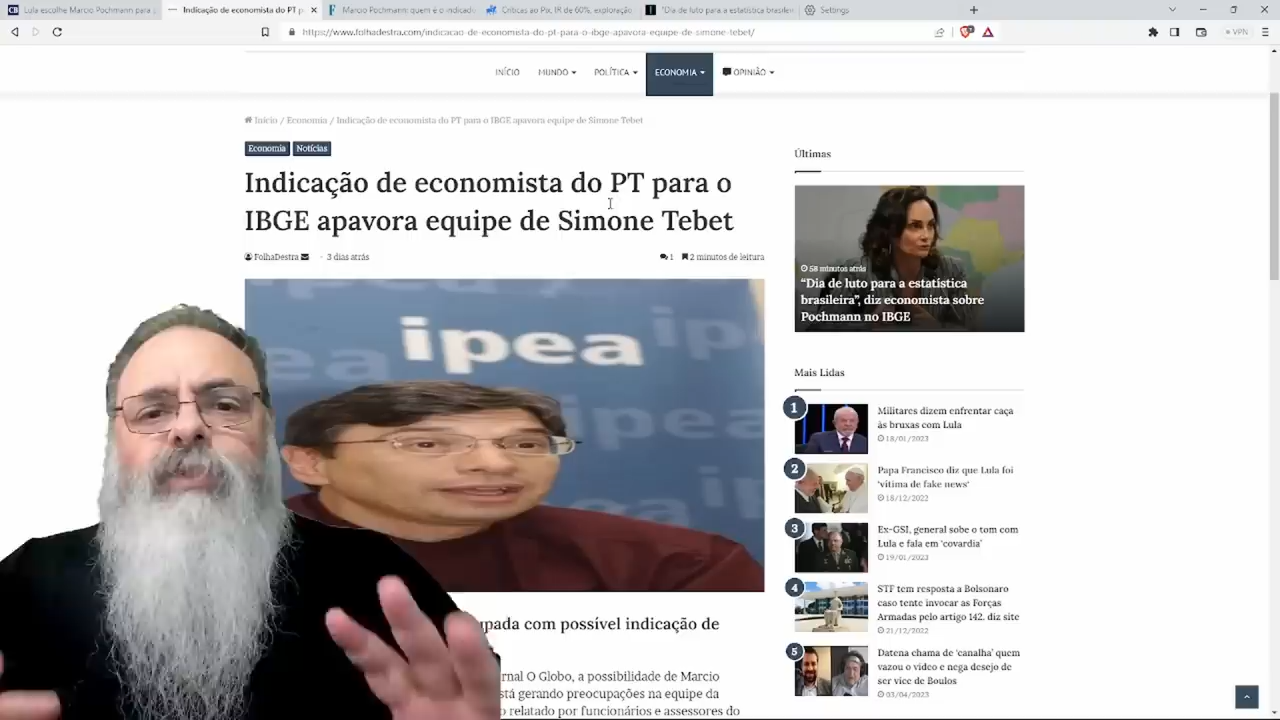 Lula escolhe Marcio Pochmann para
Indicação de economista do PT p
Marcio Pochmann: quem é o indicado
Críticas ao Pix, IR de 60%, exploração
"Dia de luto para a estatística brasilei
Settings
https://www.folhadestra.com/indicacao-de-economista-do-pt-para-o-ibge-apavora-equipe-de-simone-tebet/
VPN
INÍCIO
MUNDO
POLÍTICA
ECONOMIA
OPINIÃO
Início / Economia / Indicação de economista do PT para o IBGE apavora equipe de Simone Tebet
Economia
Notícias
Indicação de economista do PT para o
IBGE apavora equipe de Simone Tebet
FolhaDestra
3 dias atrás
1
2 minutos de leitura
ipea
ipea
upada com possível indicação de
rnal O Globo, a possibilidade de Marcio
stá gerando preocupações na equipe da
o relatado por funcionários e assessores do
Últimas
58 minutos atrás
“Dia de luto para a estatística
brasileira”, diz economista sobre
Pochmann no IBGE
Mais Lidas
1
Militares dizem enfrentar caça
às bruxas com Lula
18/01/2023
2
Papa Francisco diz que Lula foi
‘vítima de fake news’
18/12/2022
3
Ex-GSI, general sobe o tom com
Lula e fala em ‘covardia’
19/01/2023
4
STF tem resposta a Bolsonaro
caso tente invocar as Forças
Armadas pelo artigo 142, diz site
21/12/2022
5
Datena chama de ‘canalha’ quem
vazou o vídeo e nega desejo de
ser vice de Boulos
03/04/2023